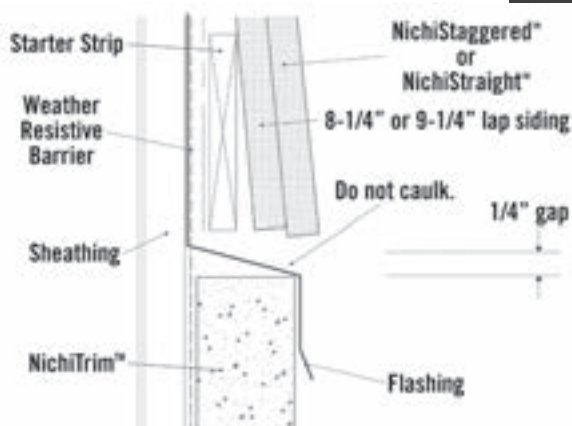 Starter Strip
NichiStaggered™
or
NichiStraight™
Weather
Resistive
Barrier
8-1/4" or 9-1/4" lap siding
Do not caulk.
1/4" gap
Sheathing
NichiTrim™
Flashing